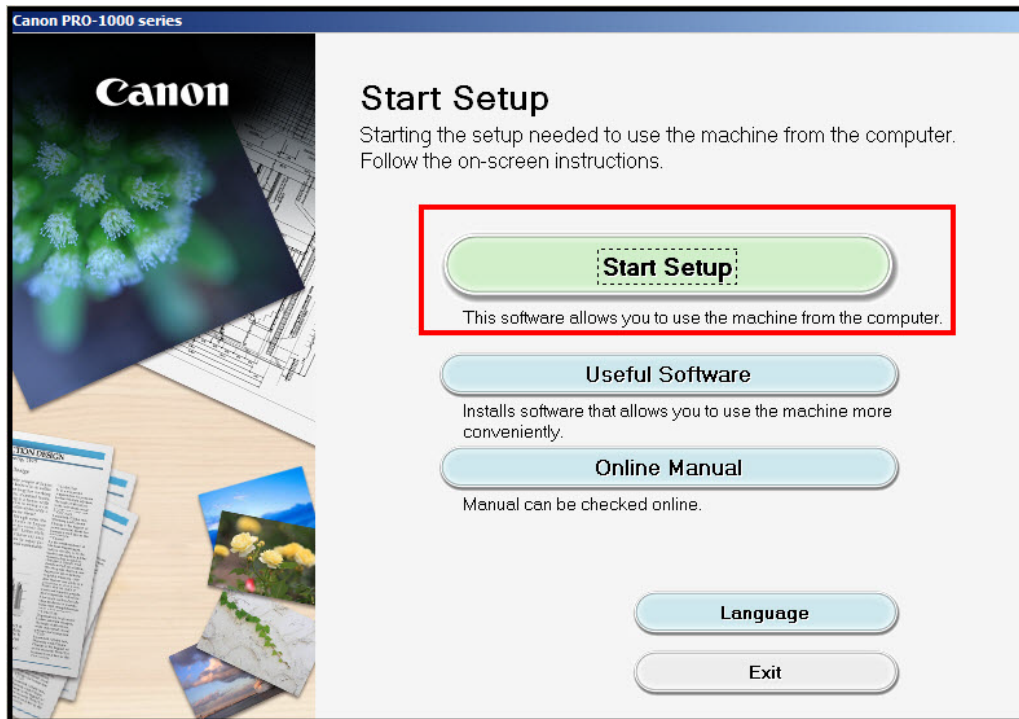 Canon PRO-1000 series
Canon
Start Setup
Starting the setup needed to use the machine from the computer.
Follow the on-screen instructions.
Start Setup
This software allows you to use the machine from the computer.
Useful Software
Installs software that allows you to use the machine more
conveniently.
Online Manual
Manual can be checked online.
Language
Exit